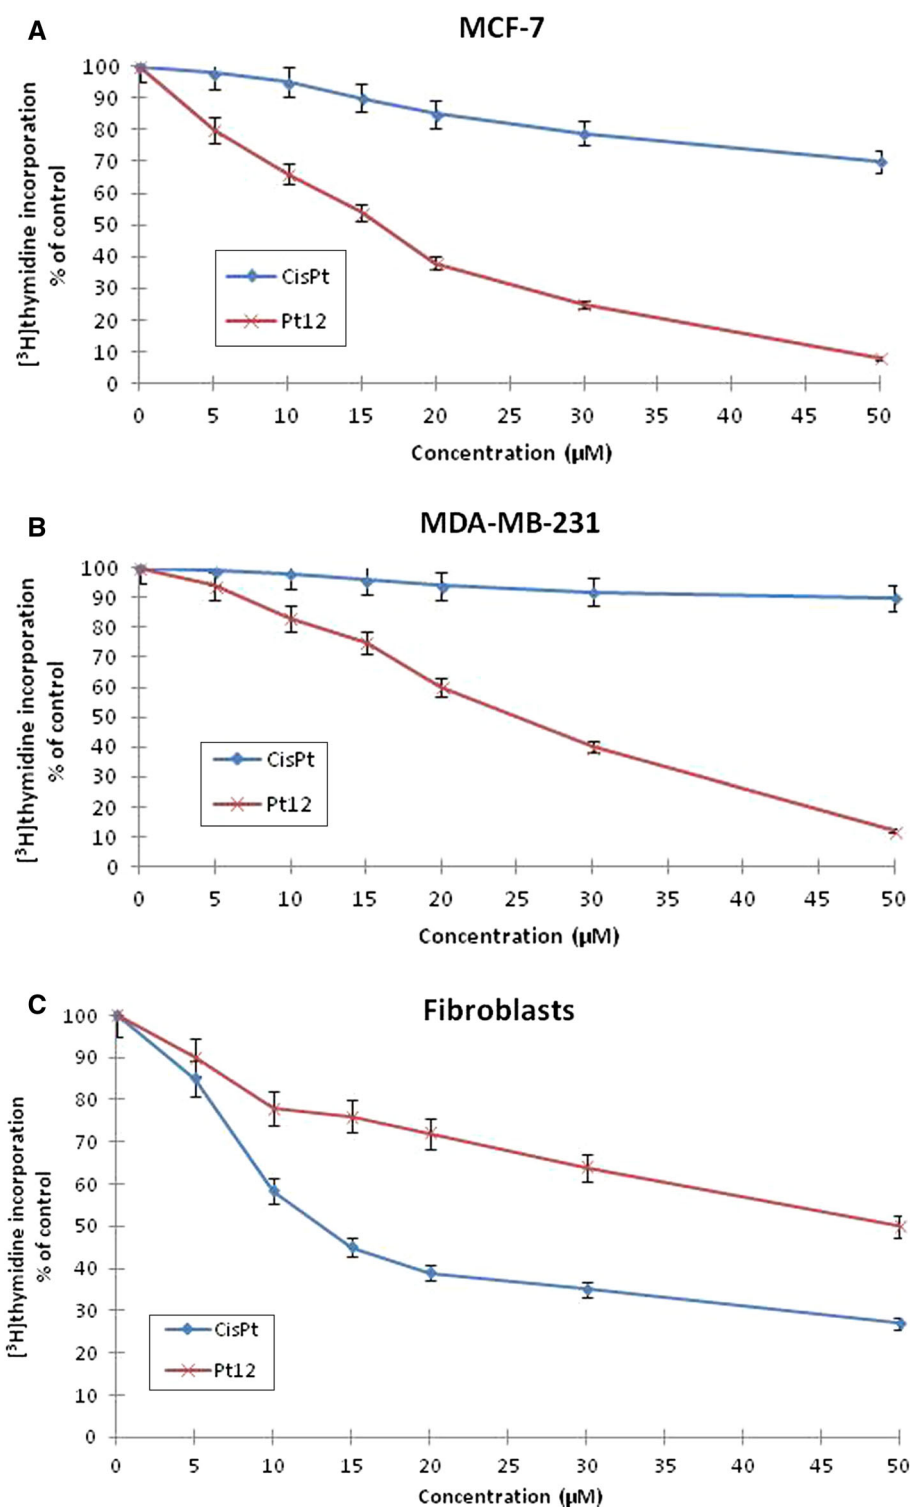 A
MCF-7
[³H]thymidine incorporation
% of control
100
90
80
70
60
50
40
30
20
10
0
CisPt
Pt12
0 5 10 15 20 25 30 35 40 45 50
Concentration (µM)
B
MDA-MB-231
[³H]thymidine incorporation
% of control
100
90
80
70
60
50
40
30
20
10
0
CisPt
Pt12
0 5 10 15 20 25 30 35 40 45 50
Concentration (µM)
C
Fibroblasts
[³H]thymidine incorporation
% of control
100
90
80
70
60
50
40
30
20
10
0
CisPt
Pt12
0 5 10 15 20 25 30 35 40 45 50
Concentration (µM)